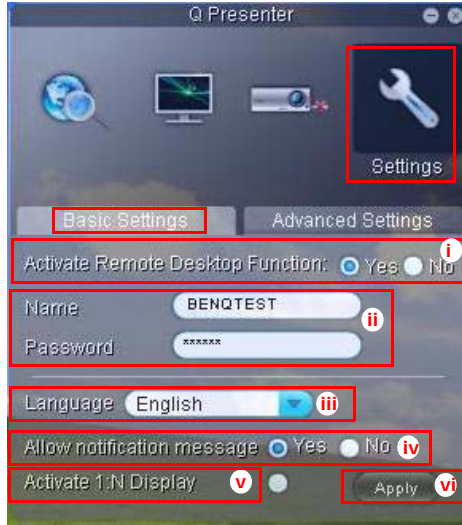 Q Presenter
Settings
Basic Settings Advanced Settings
Activate Remote Desktop Function: Yes No i
Name BENQTEST
ii
Password ******
Language English iii
Allow notification message Yes No iv
Activate 1:N Display v Apply vi